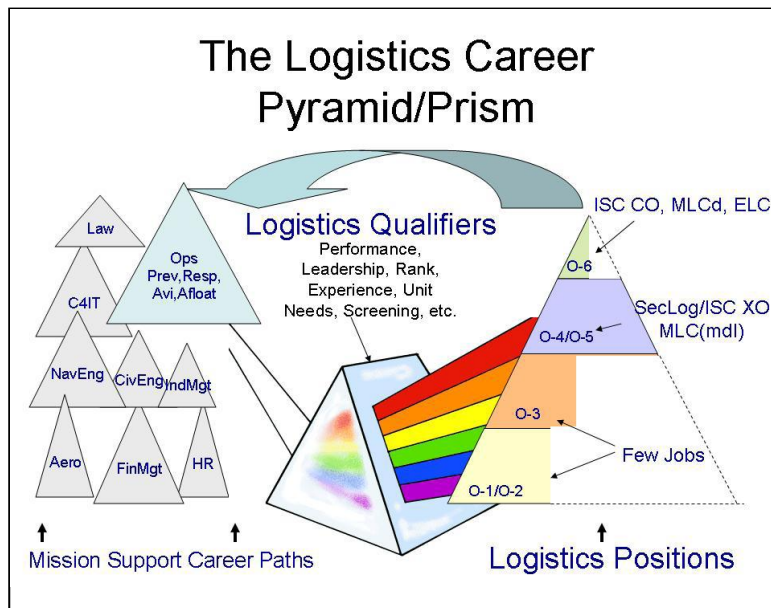 The Logistics Career
Pyramid/Prism
Law
C4IT
NavEng
CivEng
IndMgt
Aero
FinMgt
HR
Ops
Prev,Resp,
Avi,Afloat
Mission Support Career Paths
Logistics Qualifiers
Performance,
Leadership, Rank,
Experience, Unit
Needs, Screening, etc.
ISC CO, MLCd, ELC
O-6
SecLog/ISC XO
MLC(mdl)
O-4/O-5
O-3
Few Jobs
O-1/O-2
Logistics Positions